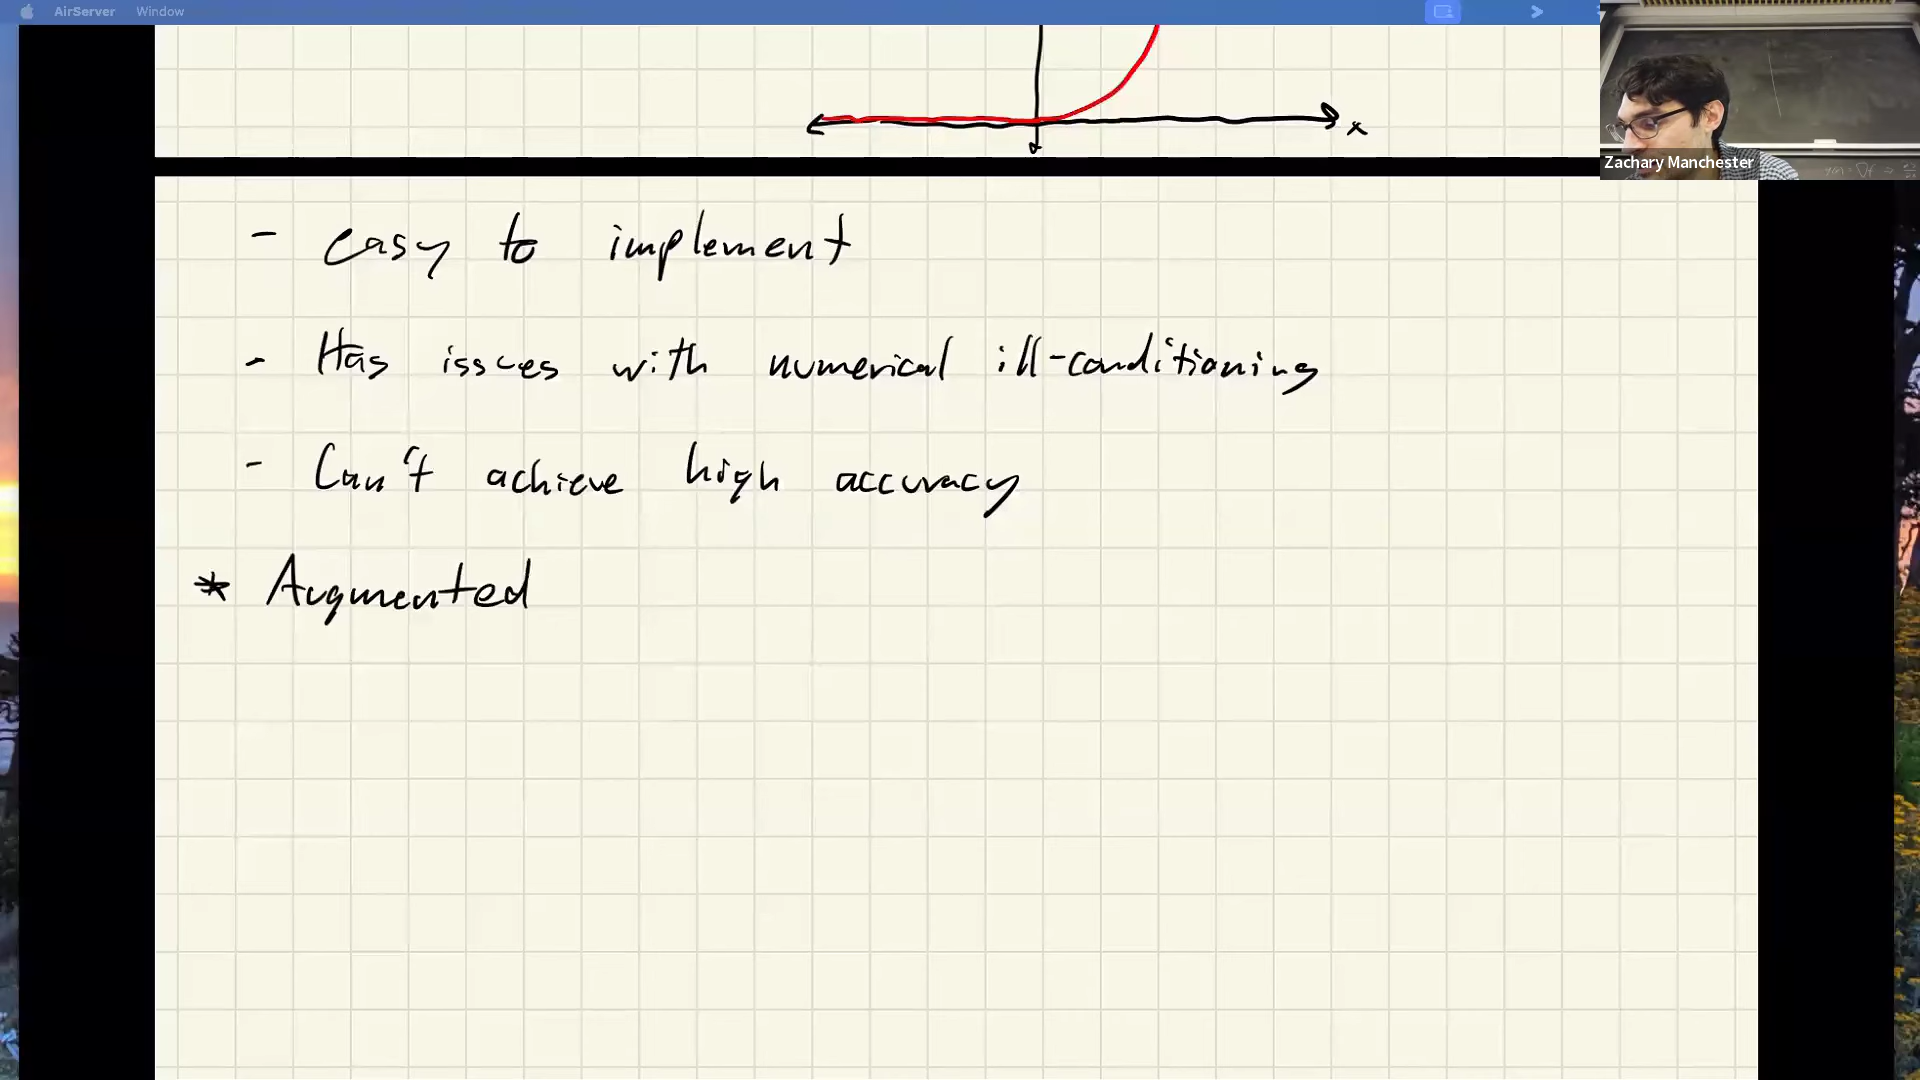 AirServer Window
x
Zachary Manchester
- easy to implement
- Has issues with numerical ill-conditioning
- Can't achieve high accuracy
* Augmented